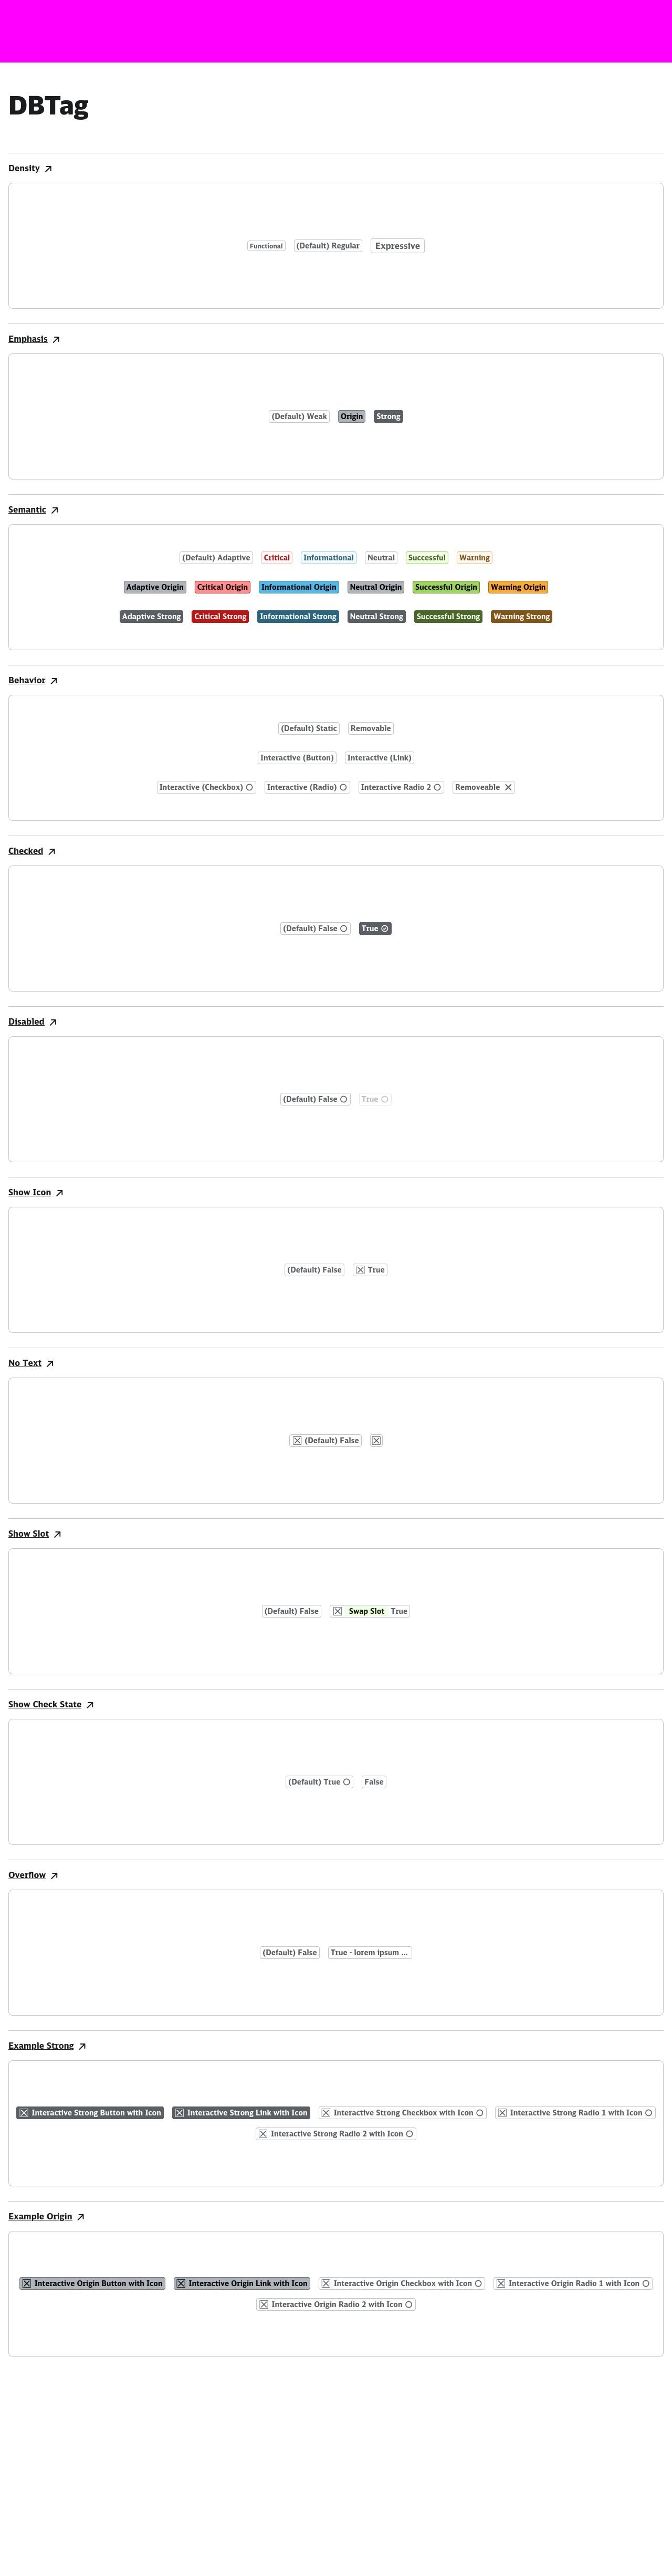 DBTag
Density
Functional (Default) Regular Expressive
Emphasis
(Default) Weak Origin Strong
Semantic
(Default) Adaptive Critical Informational Neutral Successful Warning
Adaptive Origin Critical Origin Informational Origin Neutral Origin Successful Origin Warning Origin
Adaptive Strong Critical Strong Informational Strong Neutral Strong Successful Strong Warning Strong
Behavior
(Default) Static Removable
Interactive (Button) Interactive (Link)
Interactive (Checkbox) Interactive (Radio) Interactive Radio 2 Removeable
Checked
(Default) False True
Disabled
(Default) False True
Show Icon
(Default) False True
No Text
(Default) False
Show Slot
(Default) False Swap Slot True
Show Check State
(Default) True False
Overflow
(Default) False True - lorem ipsum ...
Example Strong
Interactive Strong Button with Icon Interactive Strong Link with Icon Interactive Strong Checkbox with Icon Interactive Strong Radio 1 with Icon
Interactive Strong Radio 2 with Icon
Example Origin
Interactive Origin Button with Icon Interactive Origin Link with Icon Interactive Origin Checkbox with Icon Interactive Origin Radio 1 with Icon
Interactive Origin Radio 2 with Icon